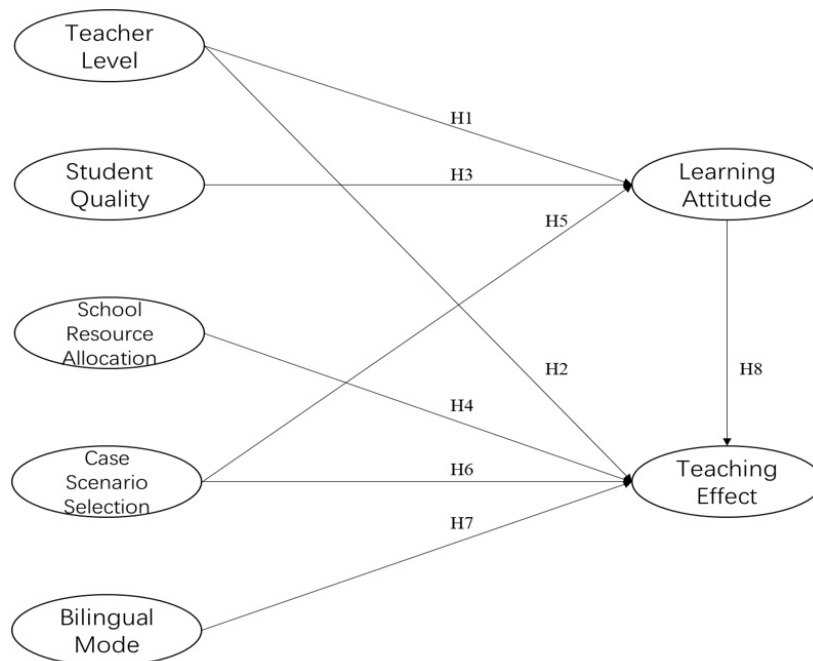 Teacher
Level
H1
Student
Quality
H3
Learning
Attitude
H5
School
Resource
Allocation
H2
H8
H4
Case
Scenario
Selection
H6
Teaching
Effect
H7
Bilingual
Mode